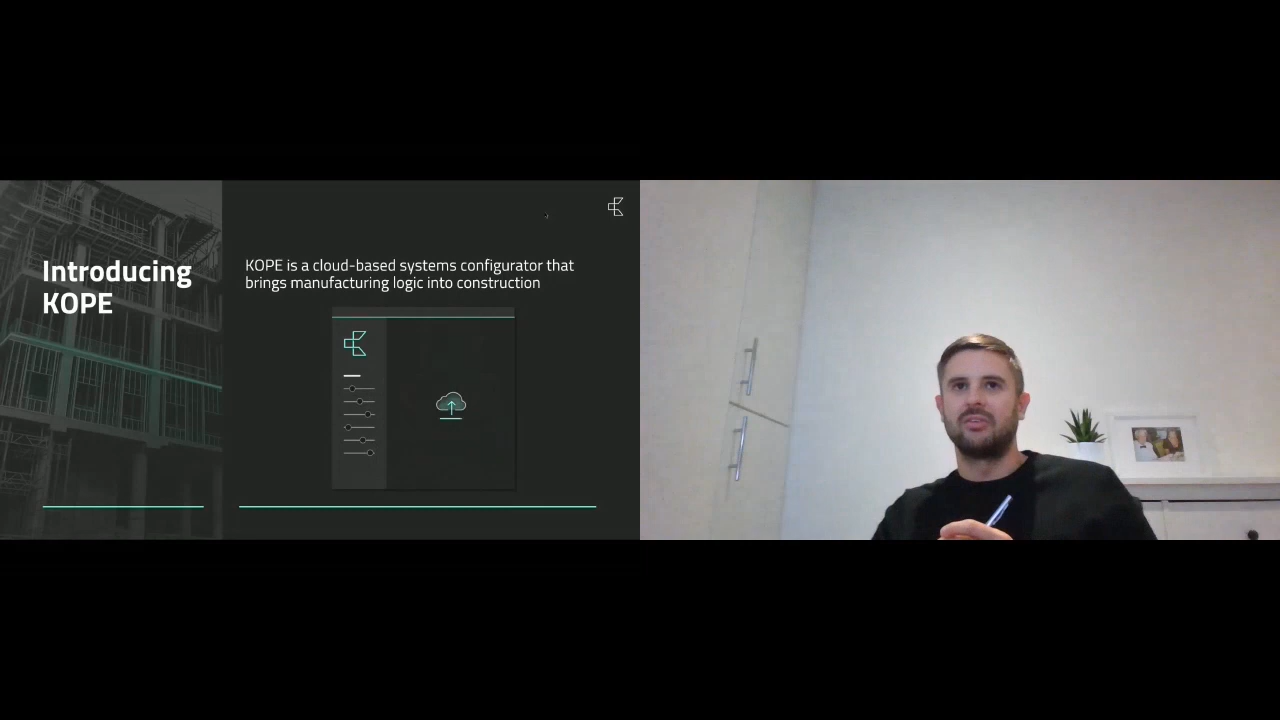 Introducing
KOPE
KOPE is a cloud-based systems configurator that
brings manufacturing logic into construction